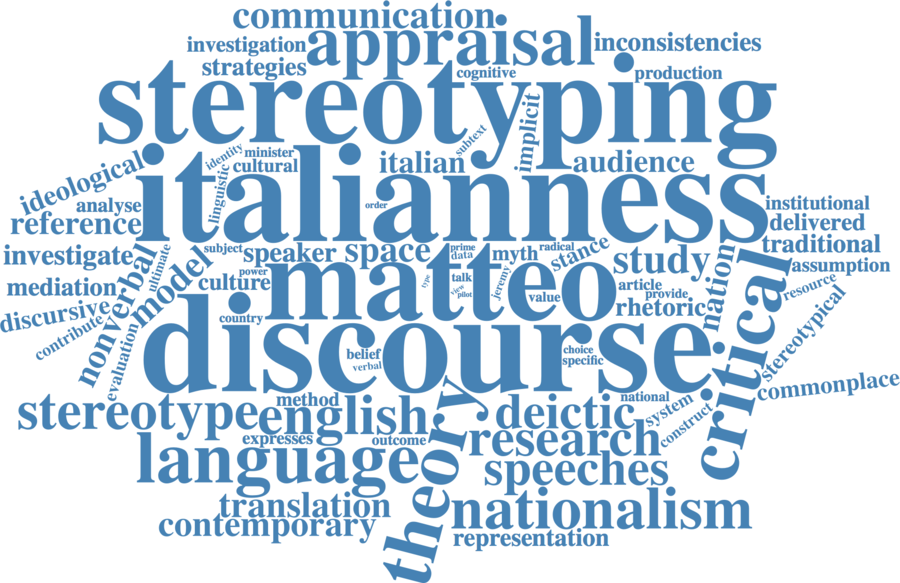 communication
investigation appraisal inconsistencies
strategies cognitive production
stereotyping
subtext implicit
identity minister
cultural italian audience
ideological linguistic
italianness
analyse order institutional
reference delivered
investigate subject speaker space prime data myth radical stance study nation traditional
nonverbal ultimate model assumption
mediation culture power matteo type talk view pilot jeremy value article provide resource
discursive rhetoric
contribute country
evaluation discourse critical stereotypical
belief verbal choice specific
commonplace
method national
stereotype english theory deictic system construct
expresses outcome research
language speeches
translation nationalism
contemporary representation